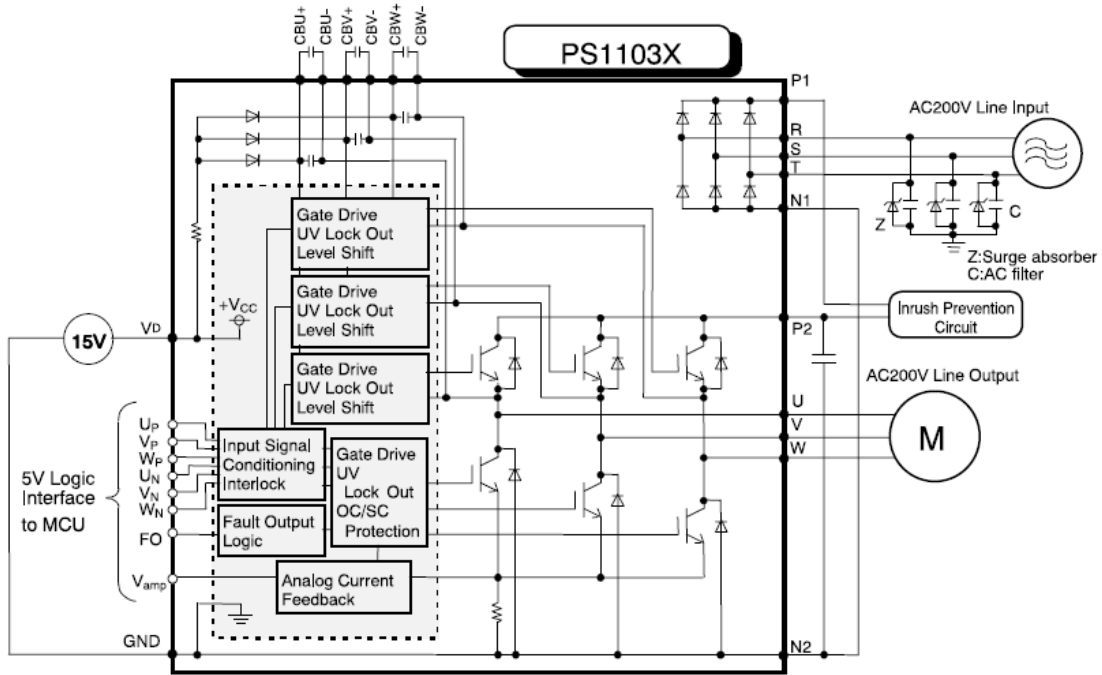 CBU+
CBU-
CBV+
CBV-
CBW+
CBW-
PS1103X
P1
AC200V Line Input
R
S
T
N1
Z
C
Z:Surge absorber
C:AC filter
Gate Drive
UV Lock Out
Level Shift
Gate Drive
UV Lock Out
Level Shift
Gate Drive
UV Lock Out
Level Shift
+VCC
15V
VD
Inrush Prevention
Circuit
P2
AC200V Line Output
U
V
W
M
5V Logic
Interface
to MCU
UP
VP
WP
UN
VN
WN
FO
Vamp
GND
Input Signal
Conditioning
Interlock
Fault Output
Logic
Gate Drive
UV
Lock Out
OC/SC
Protection
Analog Current
Feedback
N2